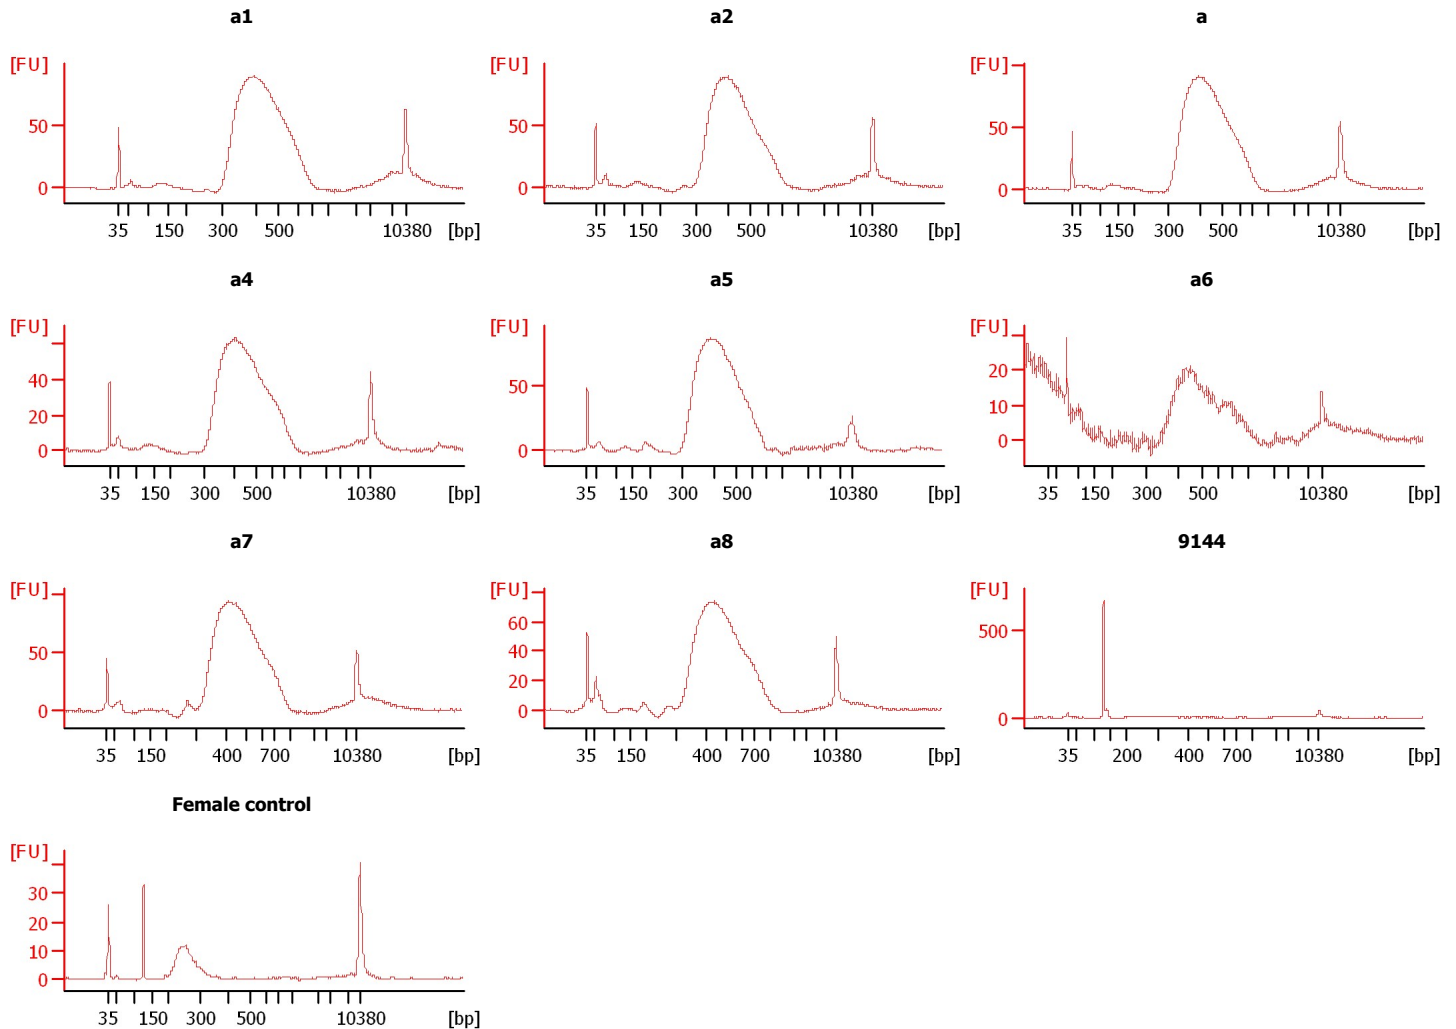 a1 a2 a
[FU] [FU] [FU]
50 50 50
0 0 0
35 150 300 500 10380 [bp] 35 150 300 500 10380 [bp] 35 150 300 500 10380 [bp]
a4 a5 a6
[FU] [FU] [FU]
40 50 20
20 10
0 0 0
35 150 300 500 10380 [bp] 35 150 300 500 10380 [bp] 35 150 300 500 10380 [bp]
a7 a8 9144
[FU] [FU] [FU]
50 60 500
40
20
0 0 0
35 150 400 700 10380 [bp] 35 150 400 700 10380 [bp] 35 200 400 700 10380 [bp]
Female control
[FU]
30
20
10
0
35 150 300 500 10380 [bp]